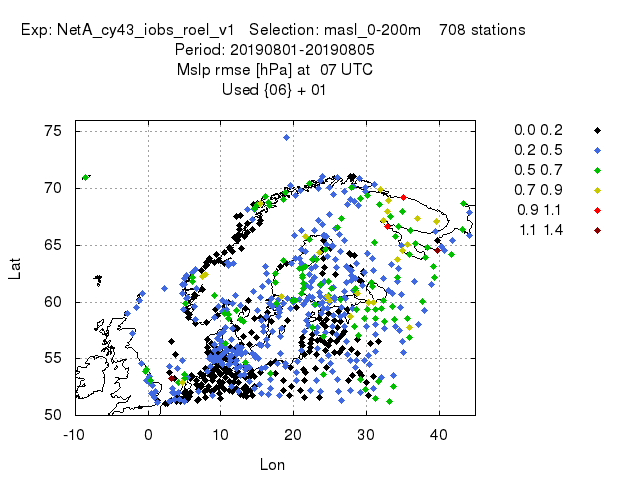 Exp: NetA_cy43_iobs_roel_v1 Selection: masl_0-200m 708 stations
Period: 20190801-20190805
Mslp rmse [hPa] at 07 UTC
Used {06} + 01
0.0 0.2
0.2 0.5
0.5 0.7
0.7 0.9
0.9 1.1
1.1 1.4
Lat
75
70
65
60
55
50
-10 0 10 20 30 40
Lon